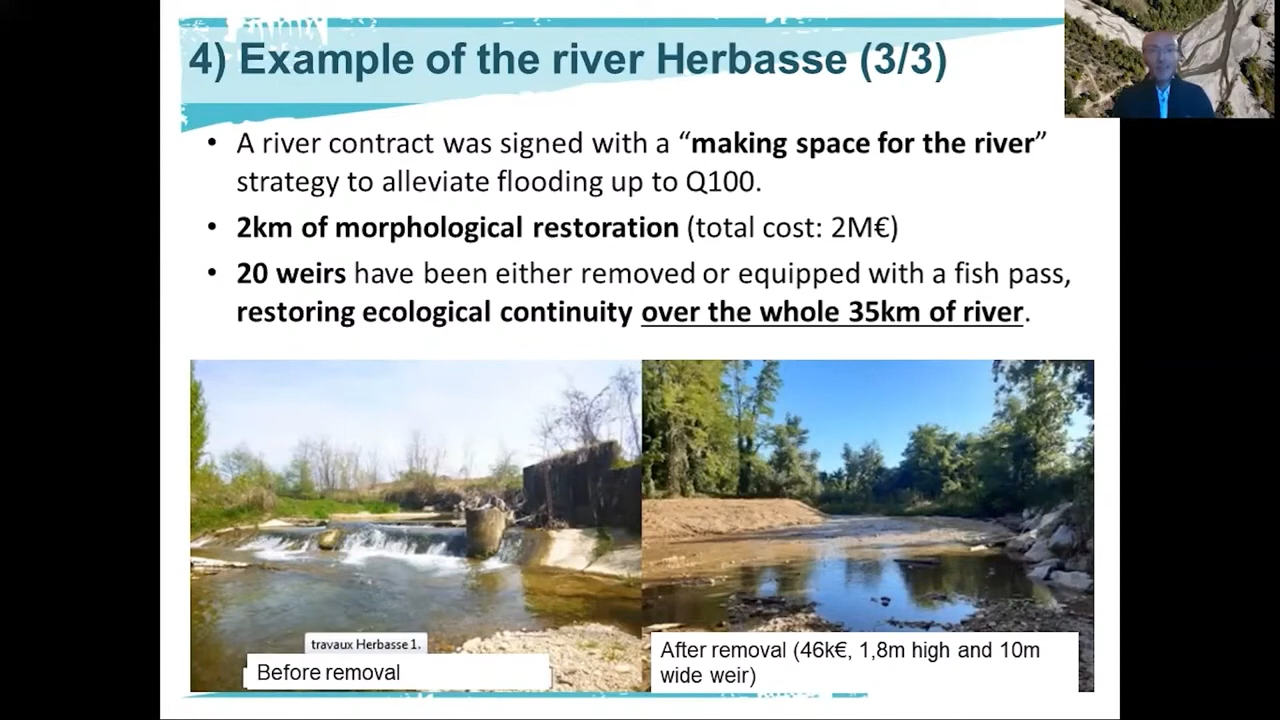 4) Example of the river Herbasse (3/3)
• A river contract was signed with a “making space for the river”
strategy to alleviate flooding up to Q100.
• 2km of morphological restoration (total cost: 2M€)
• 20 weirs have been either removed or equipped with a fish pass,
restoring ecological continuity over the whole 35km of river.
travaux Herbasse 1.
Before removal
After removal (46k€, 1,8m high and 10m
wide weir)